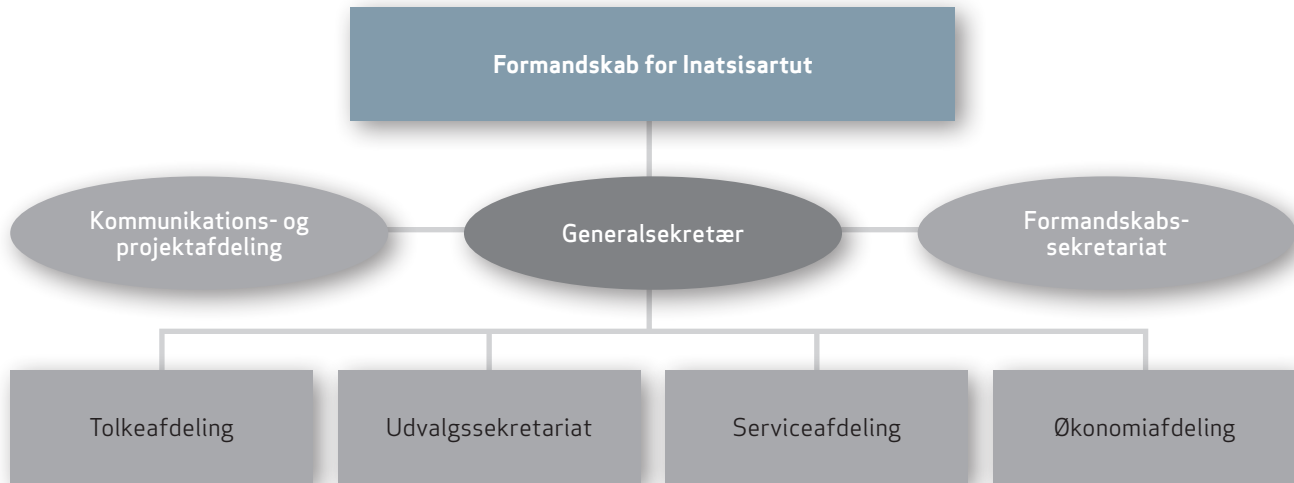 Formandskab for Inatsisartut
Kommunikations- og
projektafdeling
Generalsekretær
Formandskabs-
sekretariat
Tolkeafdeling
Udvalgssekretariat
Serviceafdeling
Økonomiafdeling